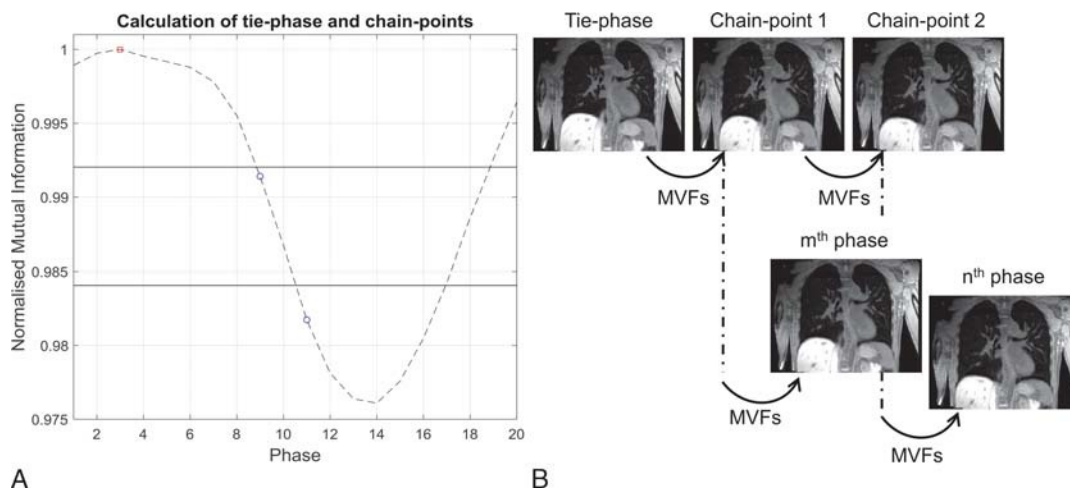 Calculation of tie-phase and chain-points
1
0.995
0.99
0.985
0.98
0.975
Normalised Mutual Information
2 4 6 8 10 12 14 16 18 20
Phase
A
Tie-phase Chain-point 1 Chain-point 2
MVFs MVFs
mth phase
nth phase
MVFs
MVFs
B